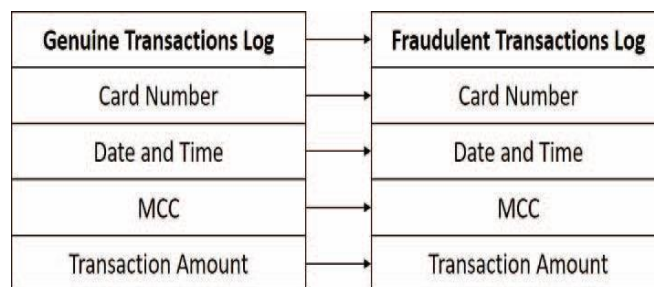 Genuine Transactions Log
Fraudulent Transactions Log
Card Number
Card Number
Date and Time
Date and Time
MCC
MCC
Transaction Amount
Transaction Amount